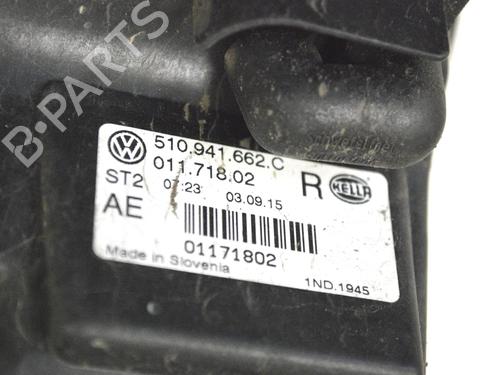 B-PARTS
510.941.662.C
011.718.02
R
HELLA
ST2
07:23
03.09.15
AE
01171802
Made in Slovenia
1ND.1945